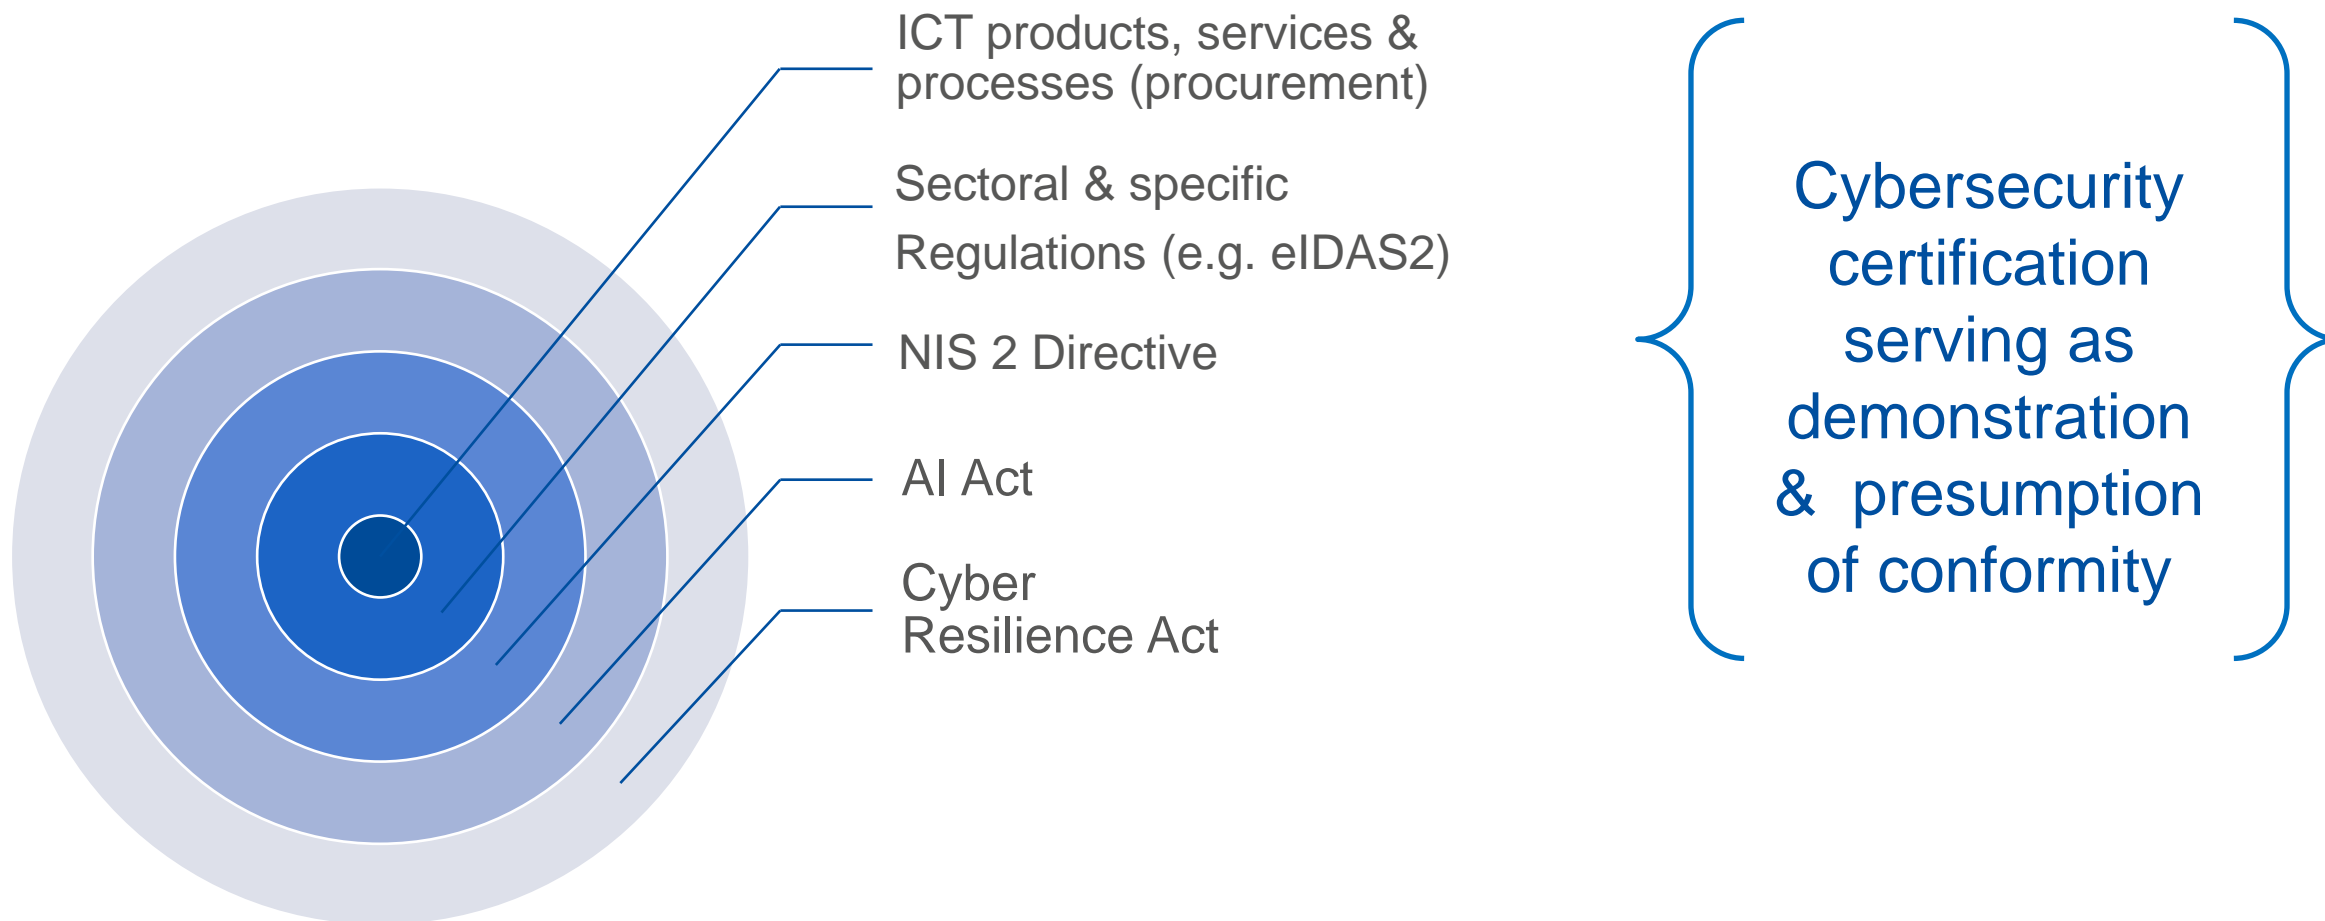 ICT products, services &
processes (procurement)
Sectoral & specific
Regulations (e.g. eIDAS2)
NIS 2 Directive
AI Act
Cyber
Resilience Act
Cybersecurity
certification
serving as
demonstration
& presumption
of conformity